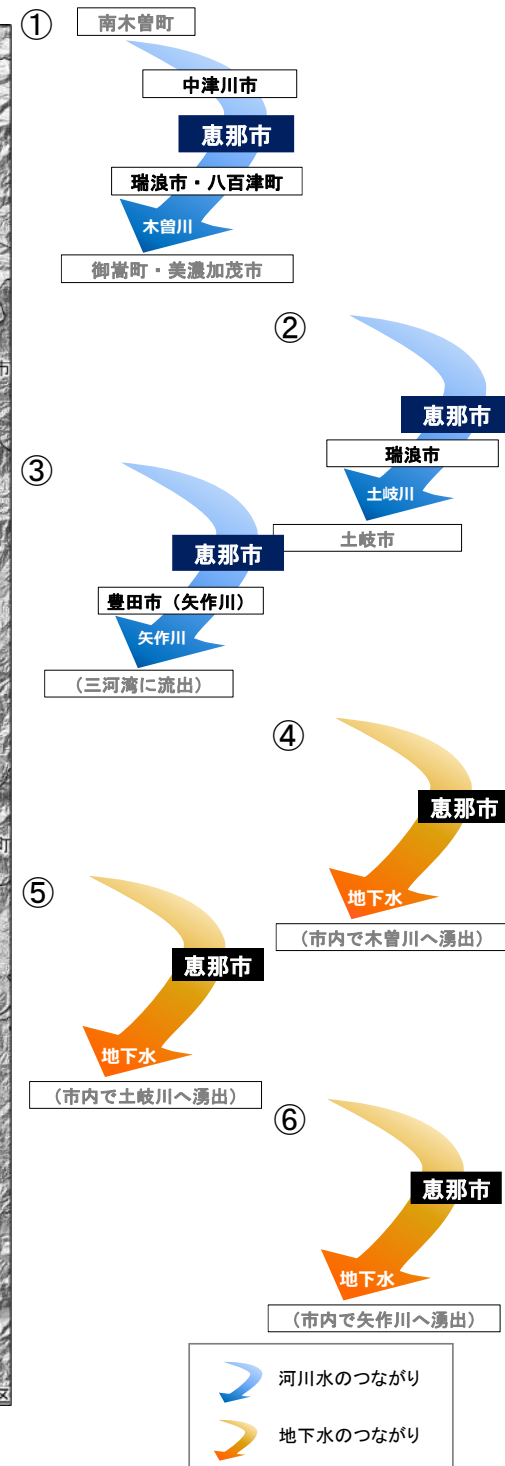 ①
南木曽町
中津川市
恵那市
瑞浪市・八百津町
木曽川
御嵩町・美濃加茂市
②
恵那市
瑞浪市
土岐川
土岐市
③
恵那市
豊田市（矢作川）
矢作川
（三河湾に流出）
④
恵那市
地下水
（市内で木曽川へ湧出）
⑤
恵那市
地下水
（市内で土岐川へ湧出）
⑥
恵那市
地下水
（市内で矢作川へ湧出）
河川水のつながり
地下水のつながり
市
町
区